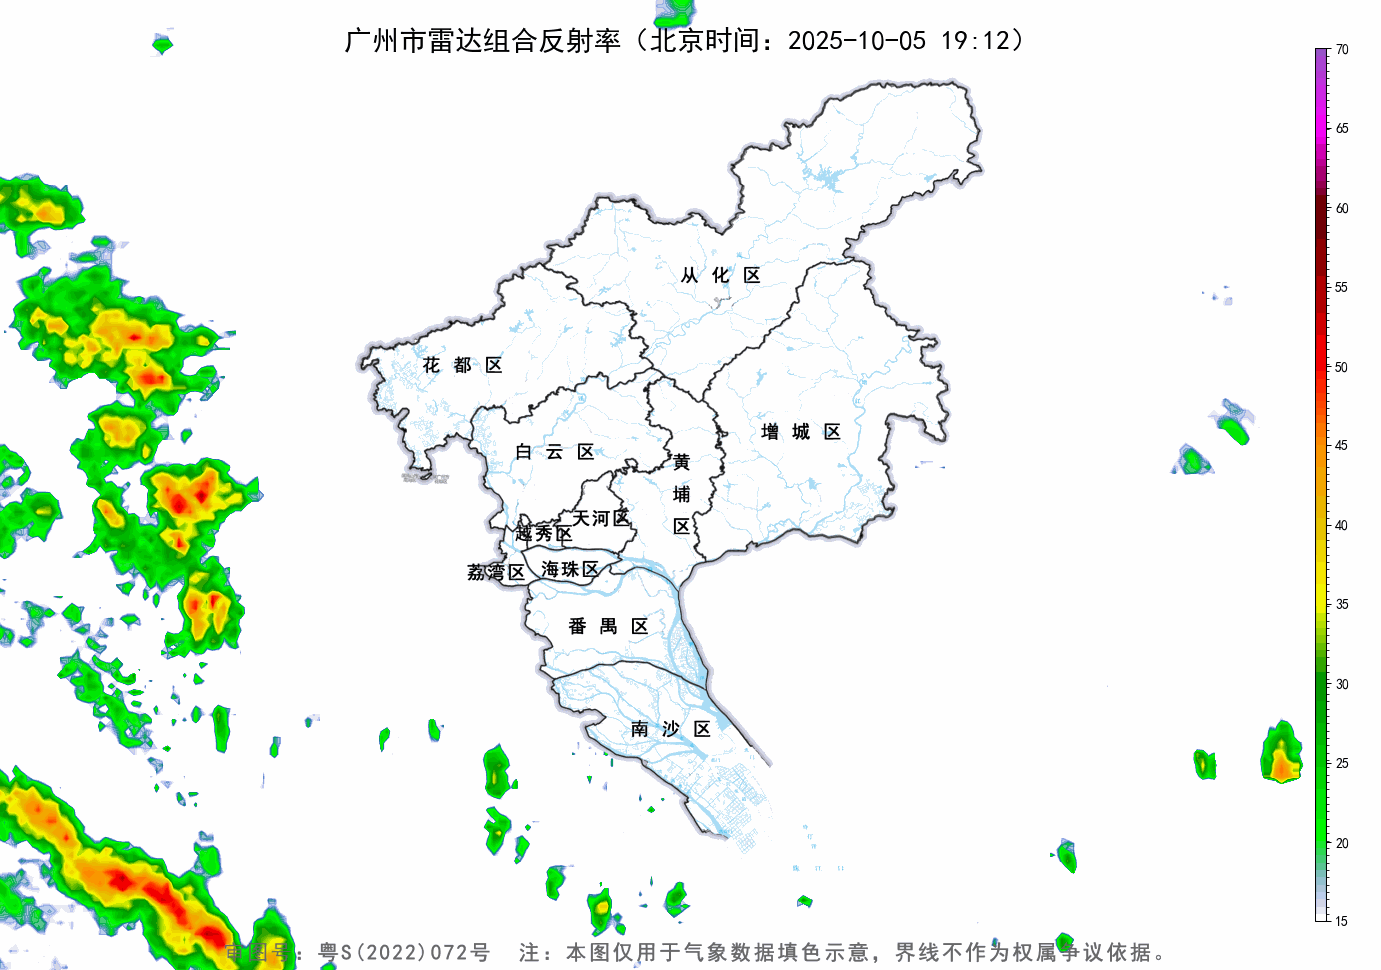 广州市雷达组合反射率（北京时间：2025-10-05 19:12）
70
65
60
55
50
45
40
35
30
25
20
15
从化区
花都区
增城区
白云区
黄埔区
天河区
越秀区
荔湾区
海珠区
番禺区
南沙区
审图号：粤S(2022)072号 注：本图仅用于气象数据填色示意，界线不作为权属争议依据。